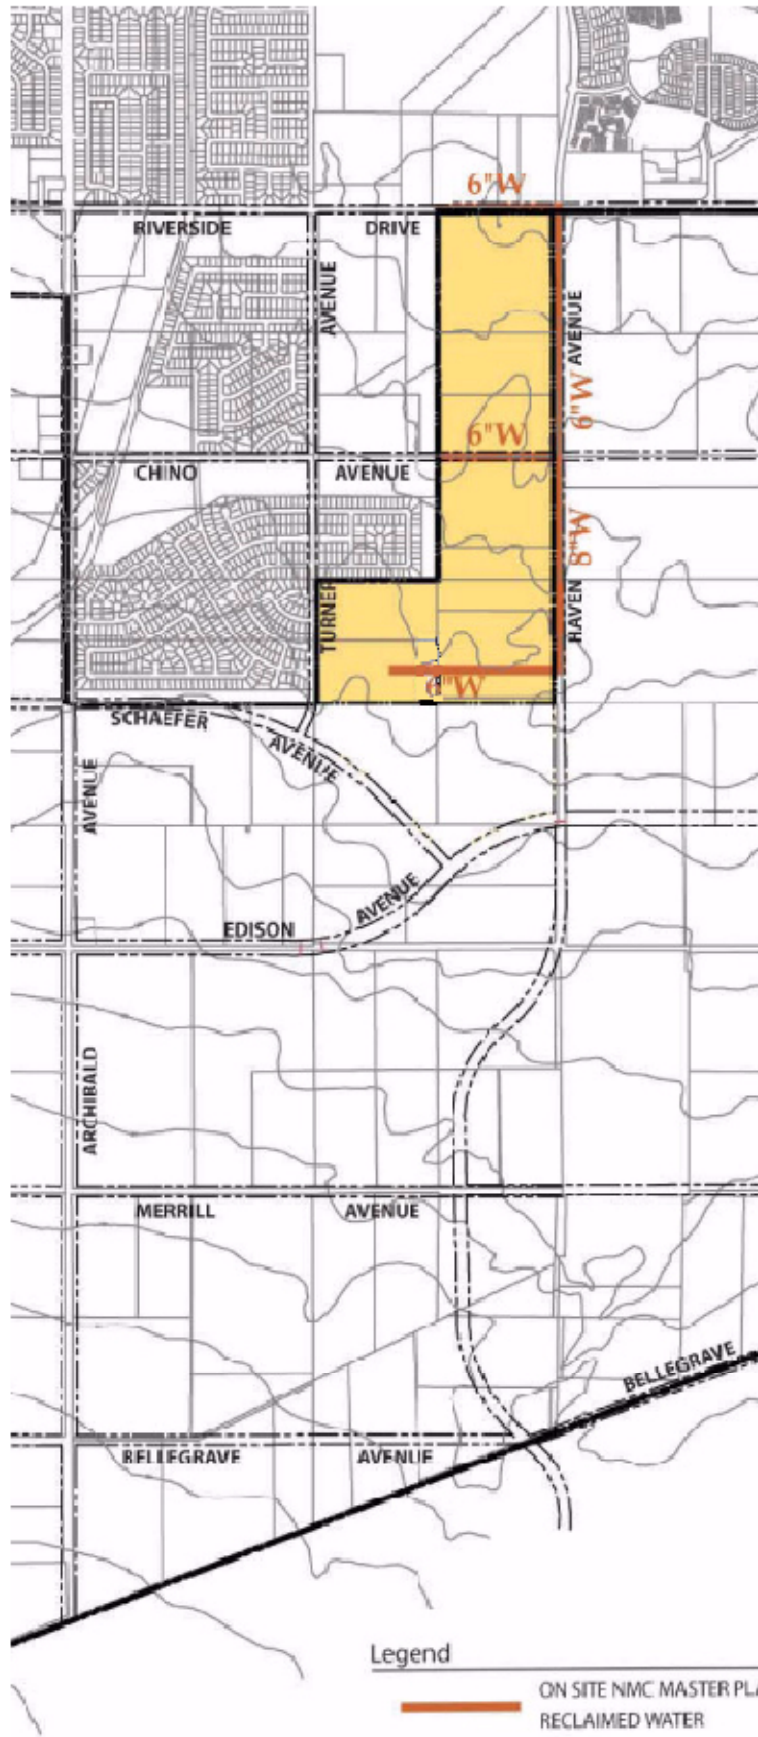 6"W
RIVERSIDE DRIVE
AVENUE
AVENUE
6"W
6"W
CHINO AVENUE
8"W
HAVEN
TURNER
6"W
SCHAEFER
AVENUE
AVENUE
AVENUE
EDISON
ARCHIBALD
MERRILL AVENUE
BELLEGRAVE
BELLEGRAVE AVENUE
Legend
ON SITE NMC MASTER PLA
RECLAIMED WATER